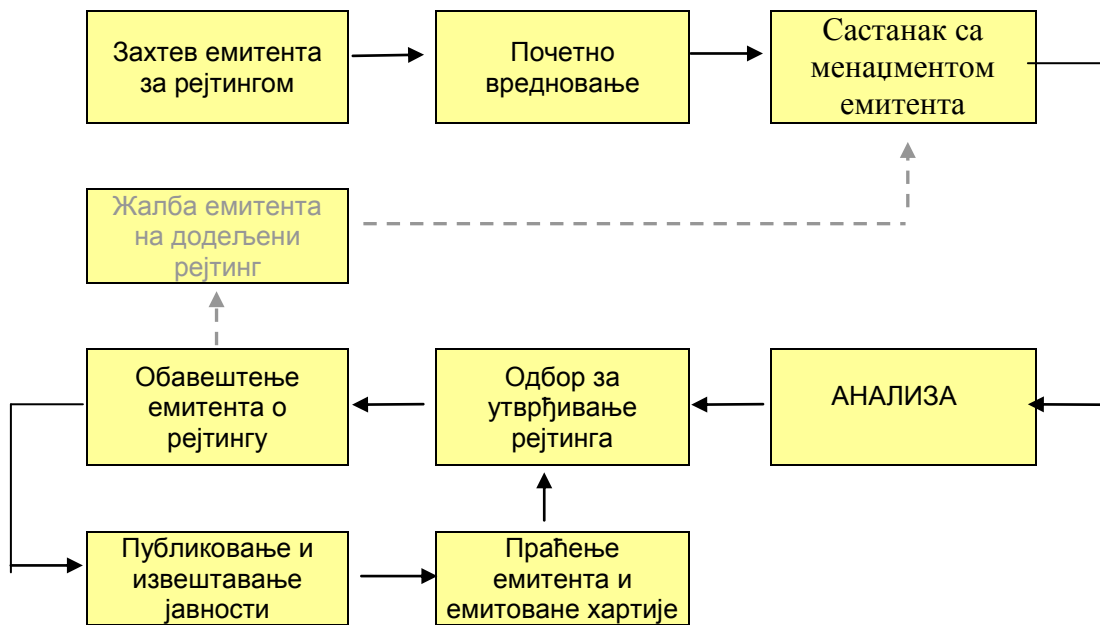 Захтев емитента
за рејтингом
Почетно
вредновање
Састанак са
менаџментом
емитента
Жалба емитента
на додељени
рејтинг
Обавештење
емитента о
рејтингу
Одбор за
утврђивање
рејтинга
АНАЛИЗА
Публиковање и
извештавање
јавности
Праћење
емитента и
емитоване хартије